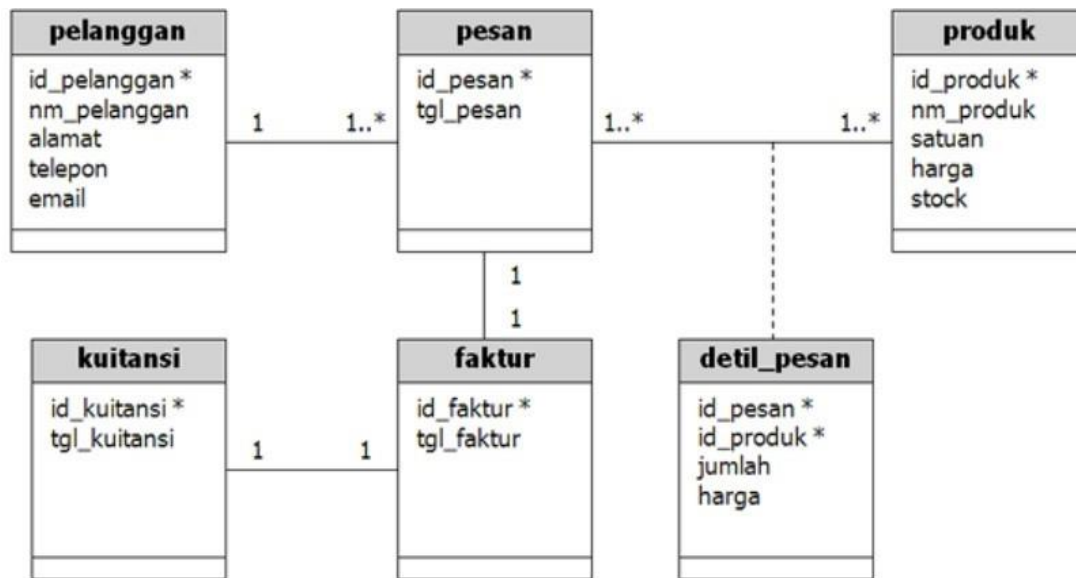 pelanggan
id_pelanggan *
nm_pelanggan
alamat
telepon
email
1
1..*
pesan
id_pesan *
tgl_pesan
1..*
1..*
produk
id_produk *
nm_produk
satuan
harga
stock
1
1
kuitansi
id_kuitansi *
tgl_kuitansi
1
1
faktur
id_faktur *
tgl_faktur
detil_pesan
id_pesan *
id_produk *
jumlah
harga